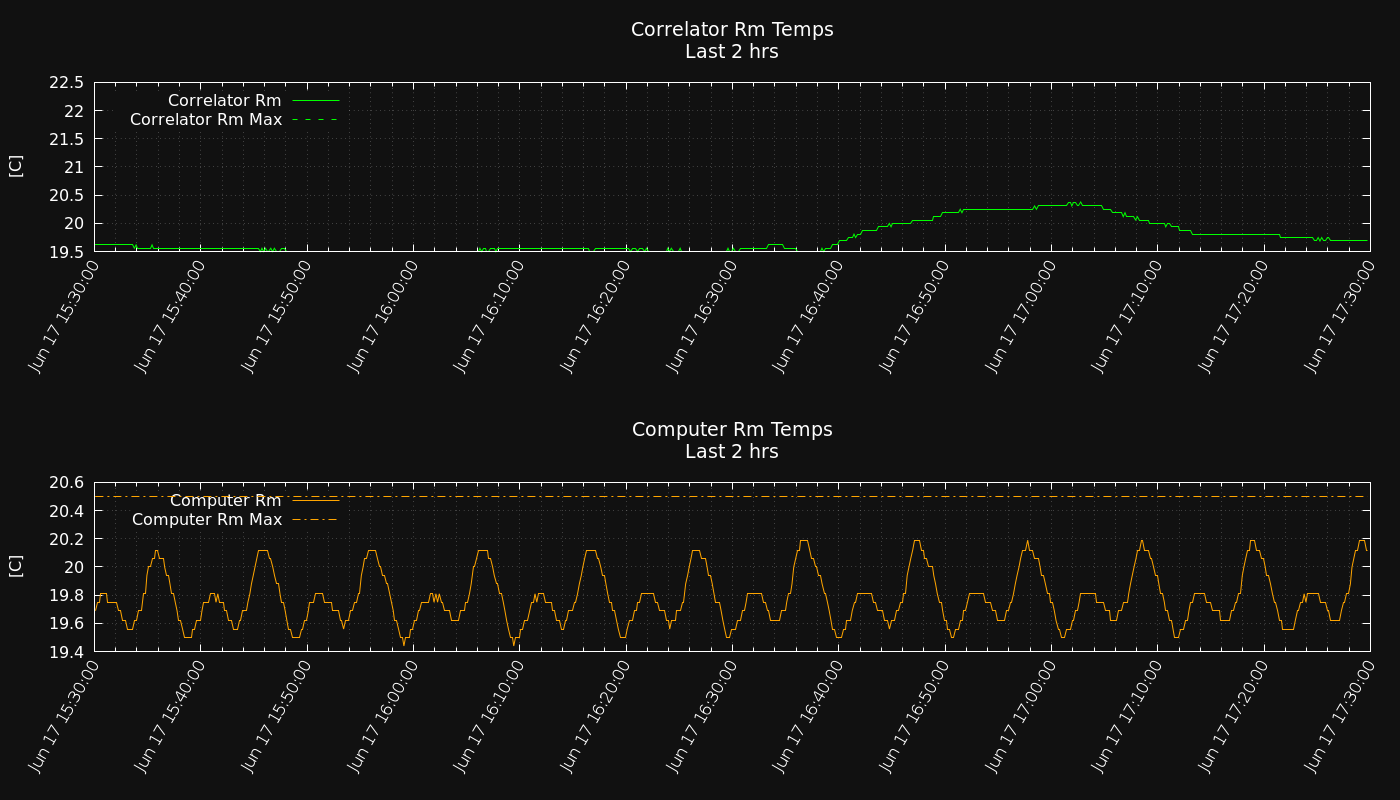 Correlator Rm Temps
Last 2 hrs
22.5
22
21.5
21
20.5
20
19.5
[C]
Correlator Rm
Correlator Rm Max
Jun 17 15:30:00
Jun 17 15:40:00
Jun 17 15:50:00
Jun 17 16:00:00
Jun 17 16:10:00
Jun 17 16:20:00
Jun 17 16:30:00
Jun 17 16:40:00
Jun 17 16:50:00
Jun 17 17:00:00
Jun 17 17:10:00
Jun 17 17:20:00
Jun 17 17:30:00
Computer Rm Temps
Last 2 hrs
20.6
20.4
20.2
20
19.8
19.6
19.4
[C]
Computer Rm
Computer Rm Max
Jun 17 15:30:00
Jun 17 15:40:00
Jun 17 15:50:00
Jun 17 16:00:00
Jun 17 16:10:00
Jun 17 16:20:00
Jun 17 16:30:00
Jun 17 16:40:00
Jun 17 16:50:00
Jun 17 17:00:00
Jun 17 17:10:00
Jun 17 17:20:00
Jun 17 17:30:00